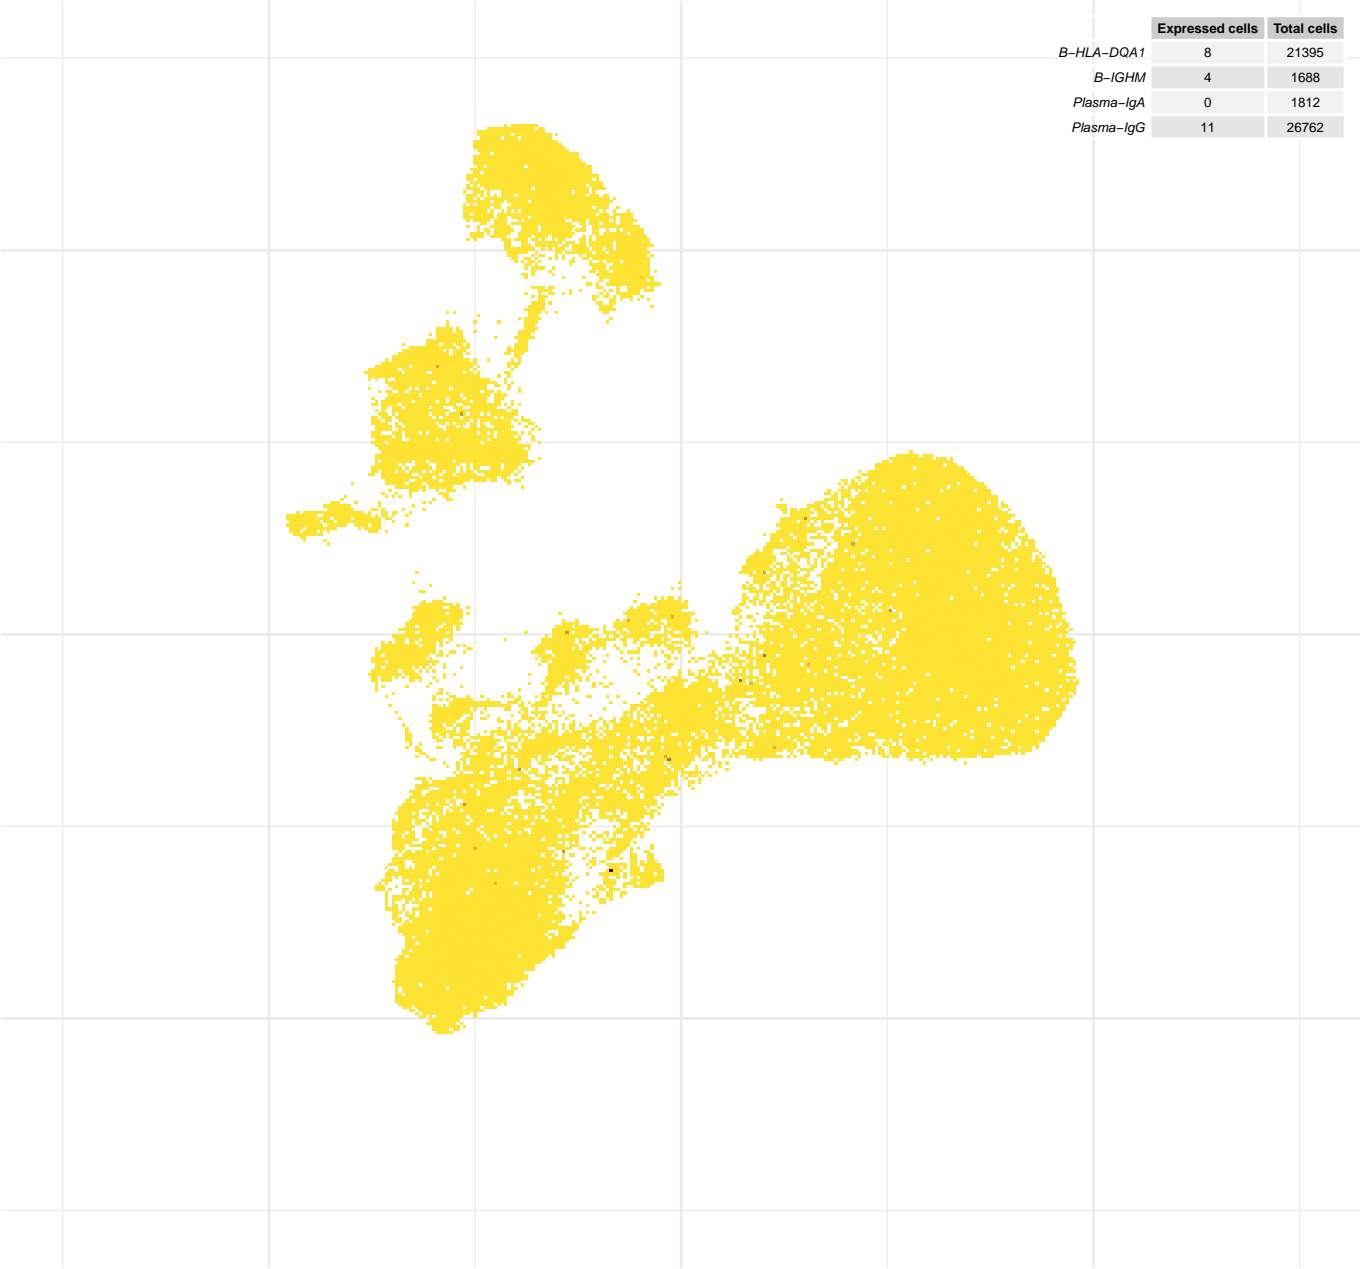 Expressed cells Total cells
B−HLA−DQA1 8 21395
B−IGHM 4 1688
Plasma−IgA 0 1812
Plasma−IgG 11 26762